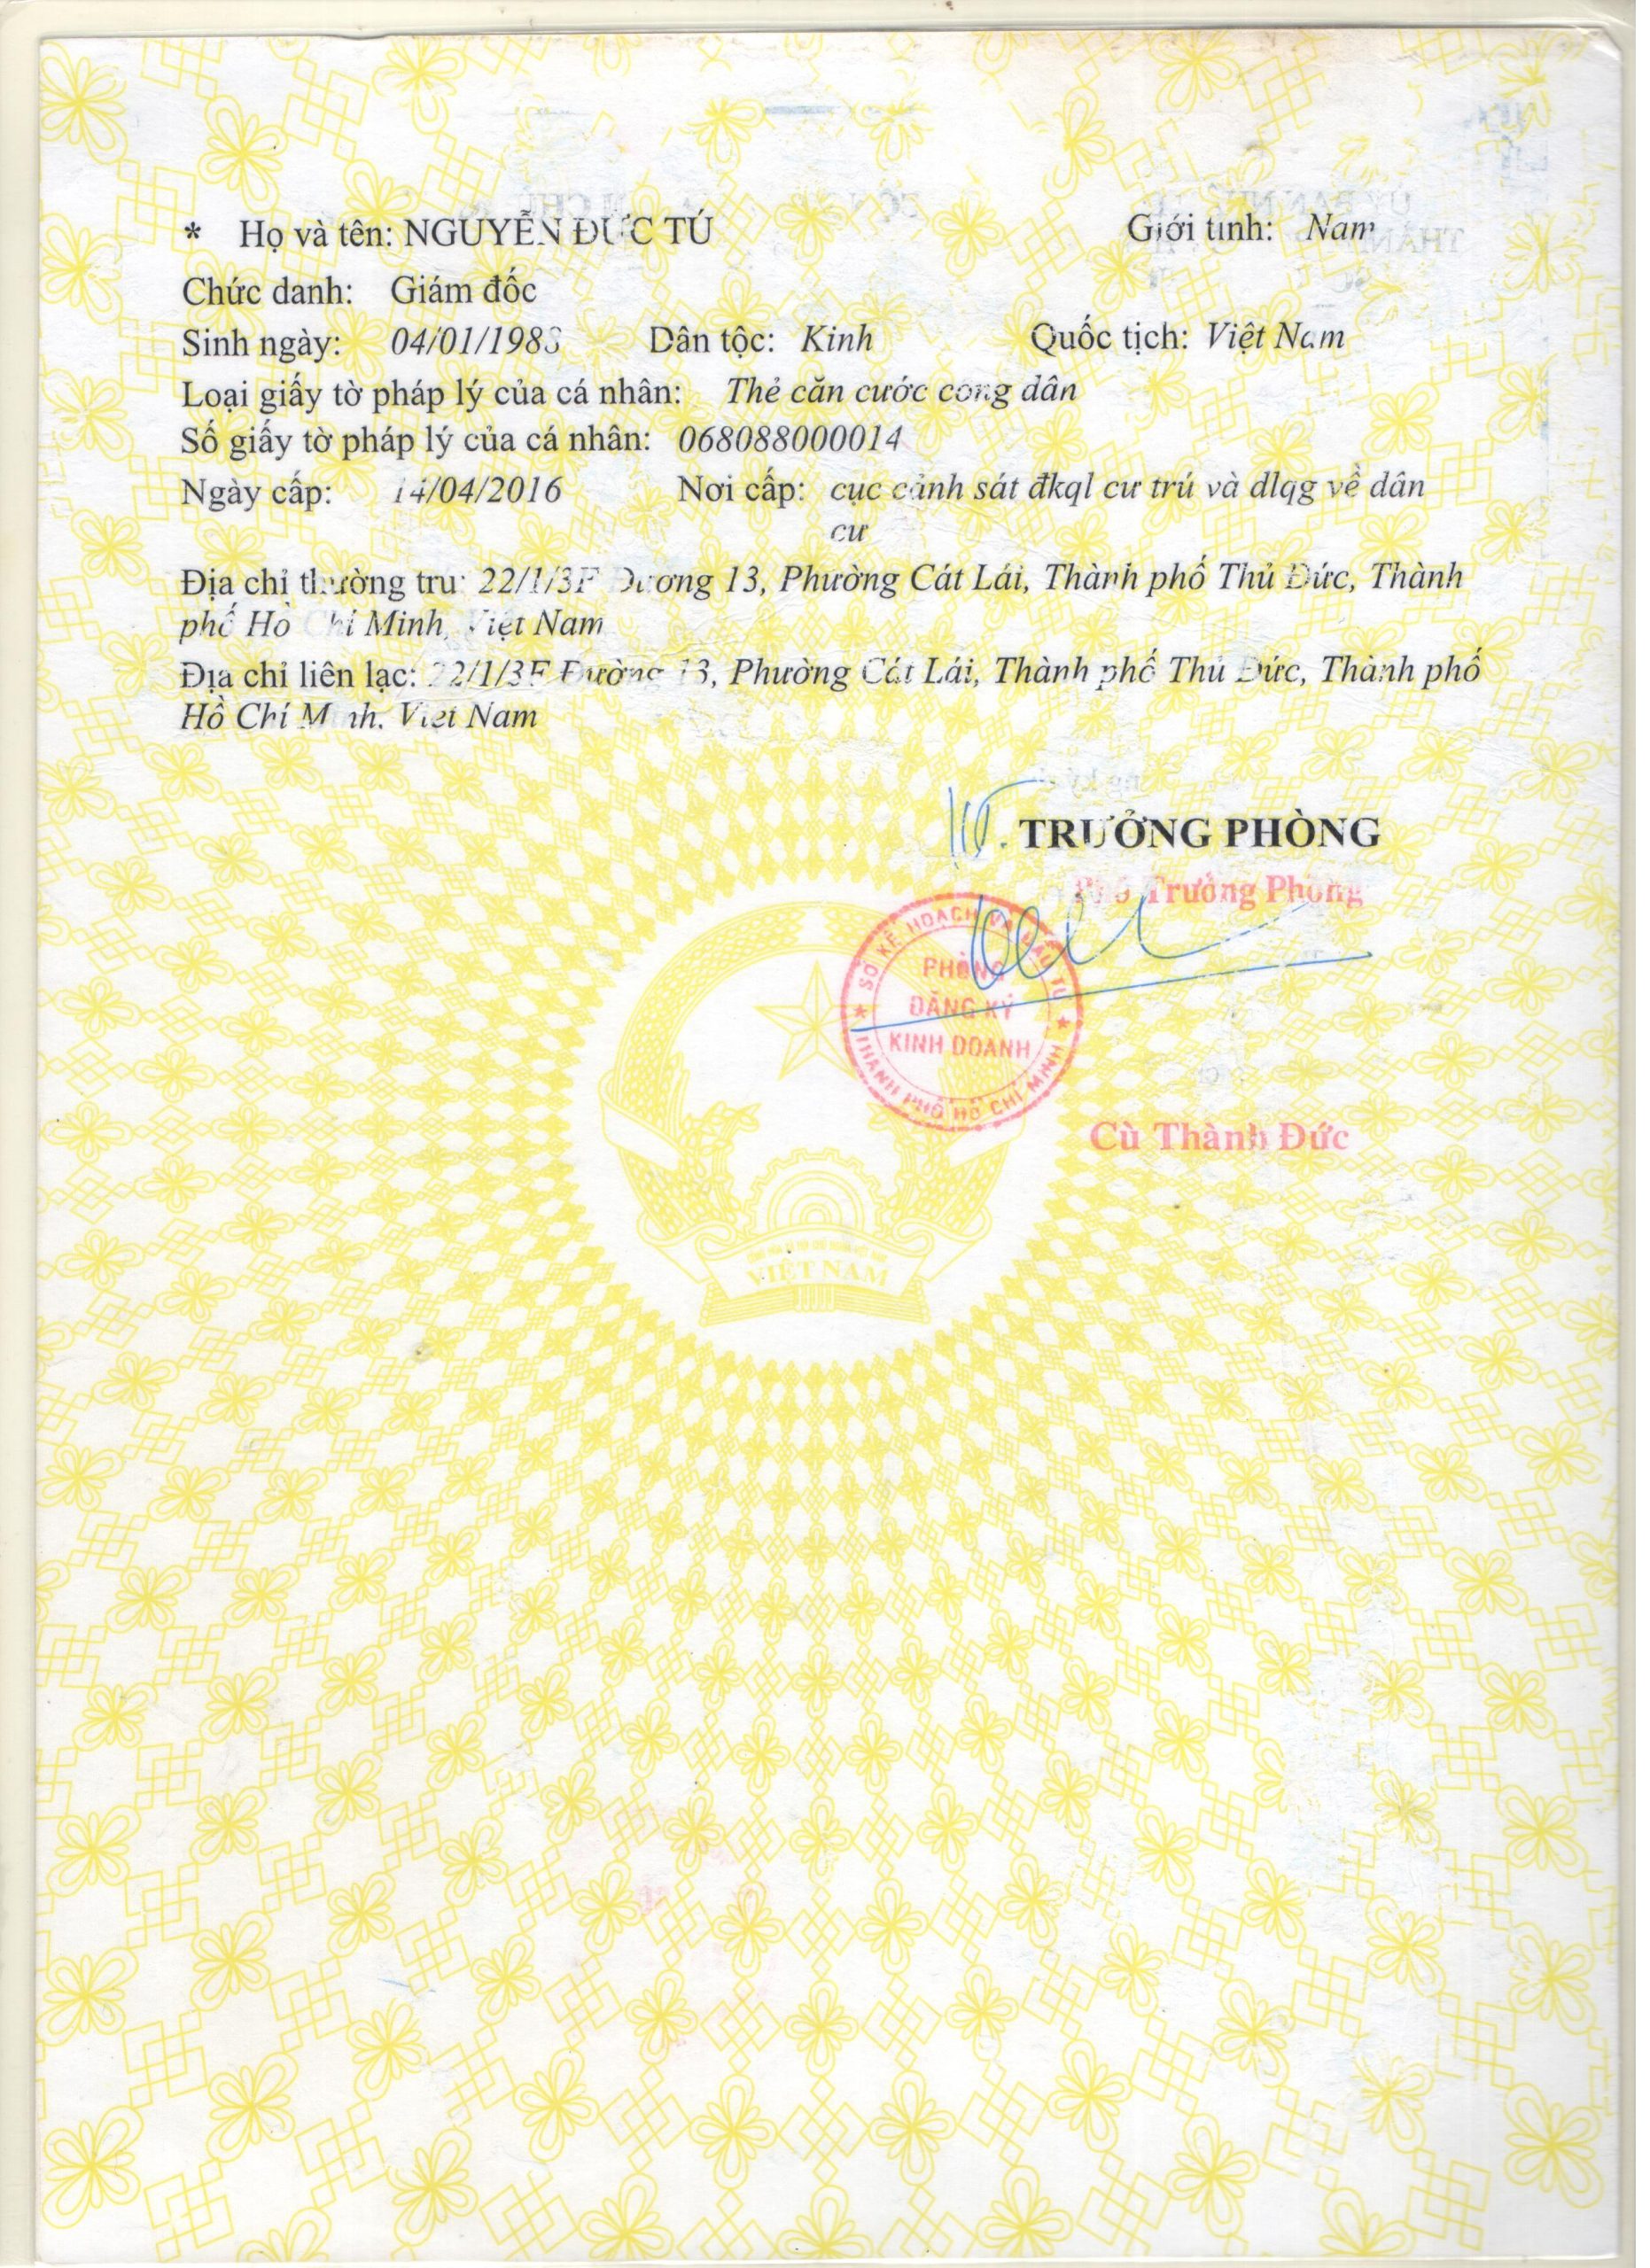 * Họ và tên: NGUYỄN ĐỨC TÚ Giới tính: Nam
Chức danh: Giám đốc
Sinh ngày: 04/01/1988 Dân tộc: Kinh Quốc tịch: Việt Nam
Loại giấy tờ pháp lý của cá nhân: Thẻ căn cước công dân
Số giấy tờ pháp lý của cá nhân: 068088000014
Ngày cấp: 14/04/2016 Nơi cấp: cục cảnh sát đkql cư trú và dlqg về dân
cư
Địa chỉ thường trú: 22/1/3F Đường 13, Phường Cát Lái, Thành phố Thủ Đức, Thành
phố Hồ Chí Minh, Việt Nam
Địa chỉ liên lạc: 22/1/3F Đường 13, Phường Cát Lái, Thành phố Thủ Đức, Thành phố
Hồ Chí Minh, Việt Nam
KT. TRƯỞNG PHÒNG
Phó Trưởng Phòng
SỞ KẾ HOẠCH VÀ ĐẦU TƯ
PHÒNG
ĐĂNG KÝ
KINH DOANH
THÀNH PHỐ HỒ CHÍ MINH
Cù Thành Đức
VIỆT NAM